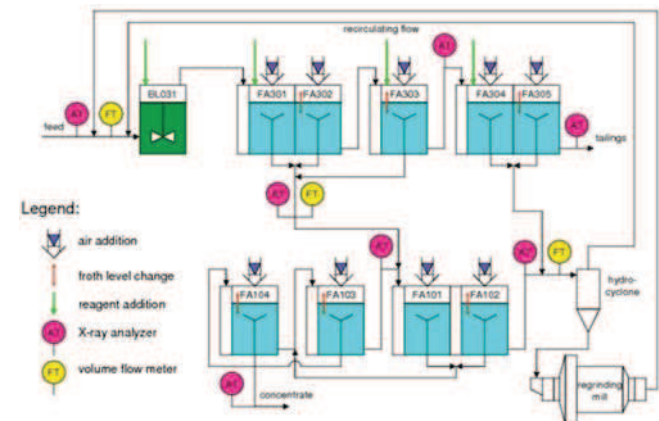 recirculating flow
AT
BL031
FA301
FA302
FA303
FA304
FA305
feed
AT
FT
AT
tailings
AT
FT
Legend:
air addition
froth level change
reagent addition
AT
X-ray analyzer
FT
volume flow meter
AT
AT
FT
hydro-
cyclone
FA104
FA103
FA101
FA102
AT
concentrate
regrinding
mill